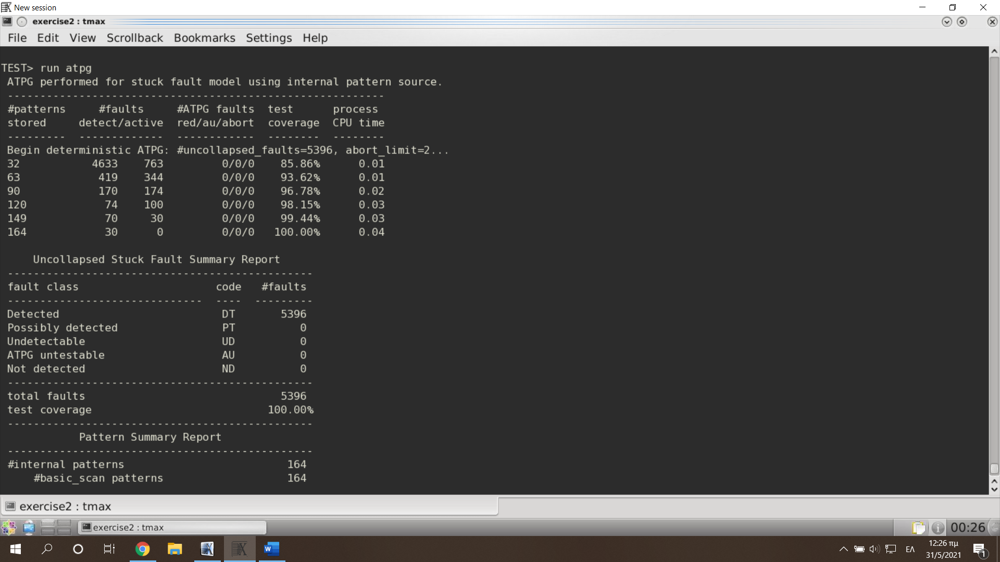 New session
exercise2 : tmax
File Edit View Scrollback Bookmarks Settings Help
TEST> run atpg
ATPG performed for stuck fault model using internal pattern source.
----------------------------------------------------------
#patterns #faults #ATPG faults test process
stored detect/active red/au/abort coverage CPU time
--------- ------------- ------------ -------- --------
Begin deterministic ATPG: #uncollapsed_faults=5396, abort_limit=2...
32 4633 763 0/0/0 85.86% 0.01
63 419 344 0/0/0 93.62% 0.01
90 170 174 0/0/0 96.78% 0.02
120 74 100 0/0/0 98.15% 0.03
149 70 30 0/0/0 99.44% 0.03
164 30 0 0/0/0 100.00% 0.04
Uncollapsed Stuck Fault Summary Report
-----------------------------------------------
fault class code #faults
------------------------------ ---- ---------
Detected DT 5396
Possibly detected PT 0
Undetectable UD 0
ATPG untestable AU 0
Not detected ND 0
-----------------------------------------------
total faults 5396
test coverage 100.00%
-----------------------------------------------
Pattern Summary Report
-----------------------------------------------
#internal patterns 164
#basic_scan patterns 164
exercise2 : tmax
exercise2 : tmax
00:26
ΕΛ
12:26 πμ
31/5/2021
1